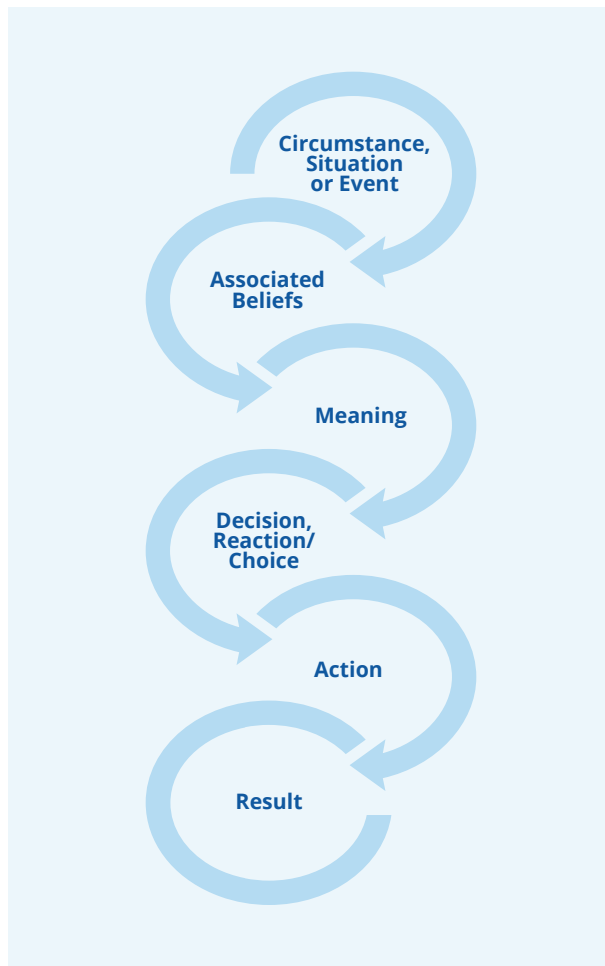 Circumstance,
Situation
or Event
Associated
Beliefs
Meaning
Decision,
Reaction/
Choice
Action
Result